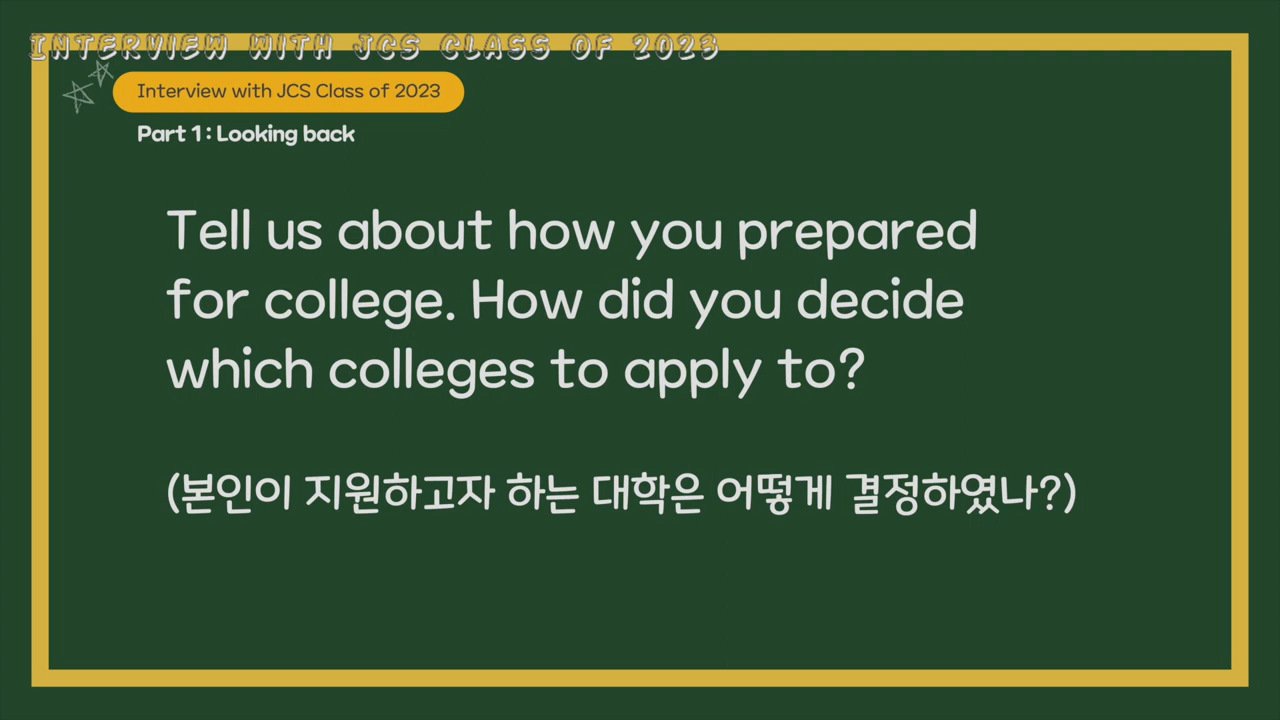 INTERVIEW WITH JCS CLASS OF 2023
Interview with JCS Class of 2023
Part 1: Looking back
Tell us about how you prepared
for college. How did you decide
which colleges to apply to?
(본인이 지원하고자 하는 대학은 어떻게 결정하였나?)